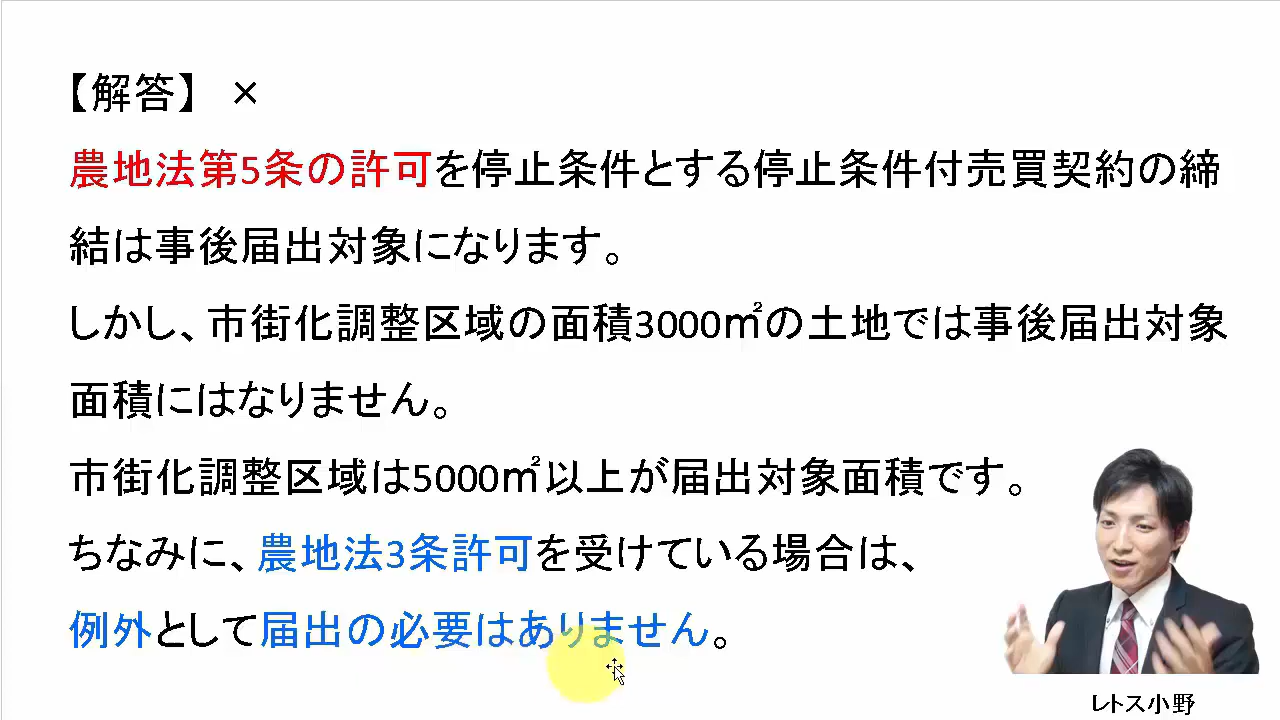 【解答】　×
農地法第5条の許可を停止条件とする停止条件付売買契約の締
結は事後届出対象になります。
しかし、市街化調整区域の面積3000㎡の土地では事後届出対象
面積にはなりません。
市街化調整区域は5000㎡以上が届出対象面積です。
ちなみに、農地法3条許可を受けている場合は、
例外として届出の必要はありません。
レトス小野